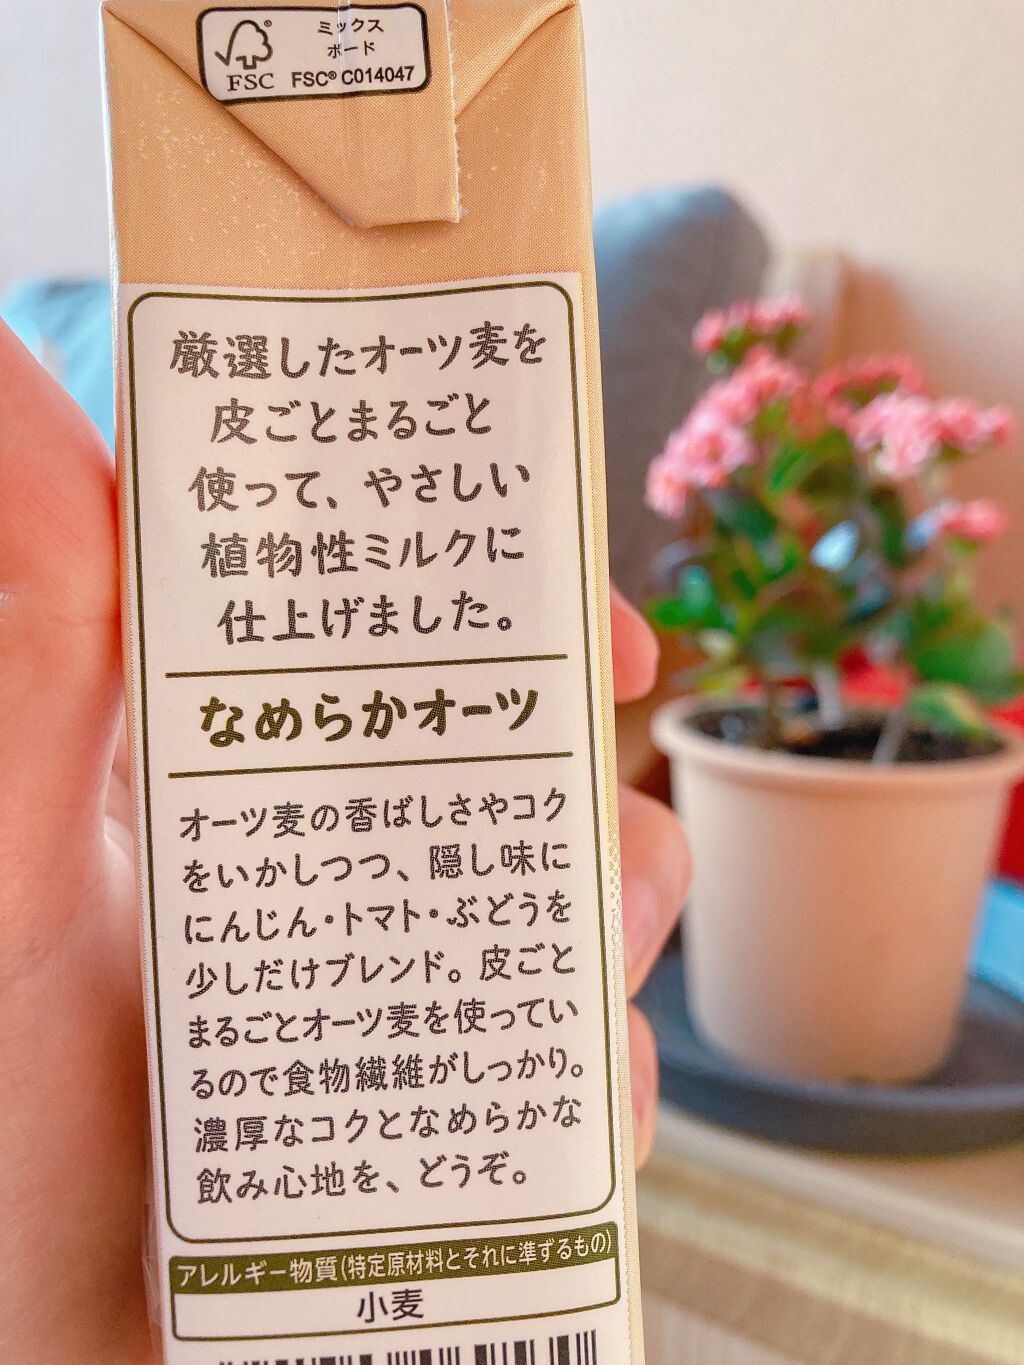 ミックス
ボード
FSC
FSC® C014047
厳選したオーツ麦を
皮ごとまるごと
使って、やさしい
植物性ミルクに
仕上げました。
なめらかオーツ
オーツ麦の香ばしさやコク
をいかしつつ、隠し味に
にんじん・トマト・ぶどうを
少しだけブレンド。皮ごと
まるごとオーツ麦を使ってい
るので食物繊維がしっかり。
濃厚なコクとなめらかな
飲み心地を、どうぞ。
アレルギー物質(特定原材料とそれに準ずるもの)
小麦